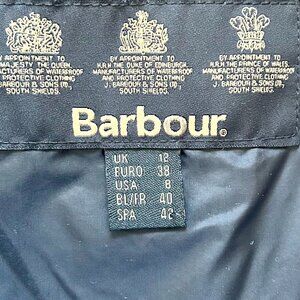 BY APPOINTMENT TO
MAJESTY THE QUEEN
MANUFACTURERS OF WATERPROOF
AND PROTECTIVE CLOTHING
J. BARBOUR & SONS
SOUTH SHIELDS.
BY APPOINTMENT TO
H.R.H. THE DUKE OF EDINBURGH
MANUFACTURERS OF WATERPROOF
AND PROTECTIVE CLOTHING
J. BARBOUR & SONS
SOUTH SHIELDS.
BY APPOINTMENT TO
H.R.H. THE PRINCE OF WALES
MANUFACTURERS OF WATERPROOF
AND PROTECTIVE CLOTHING
J. BARBOUR & SONS
SOUTH SHIELDS.
Barbour®
UK 12
EURO 38
USA 8
BL/FR 40
SPA 42